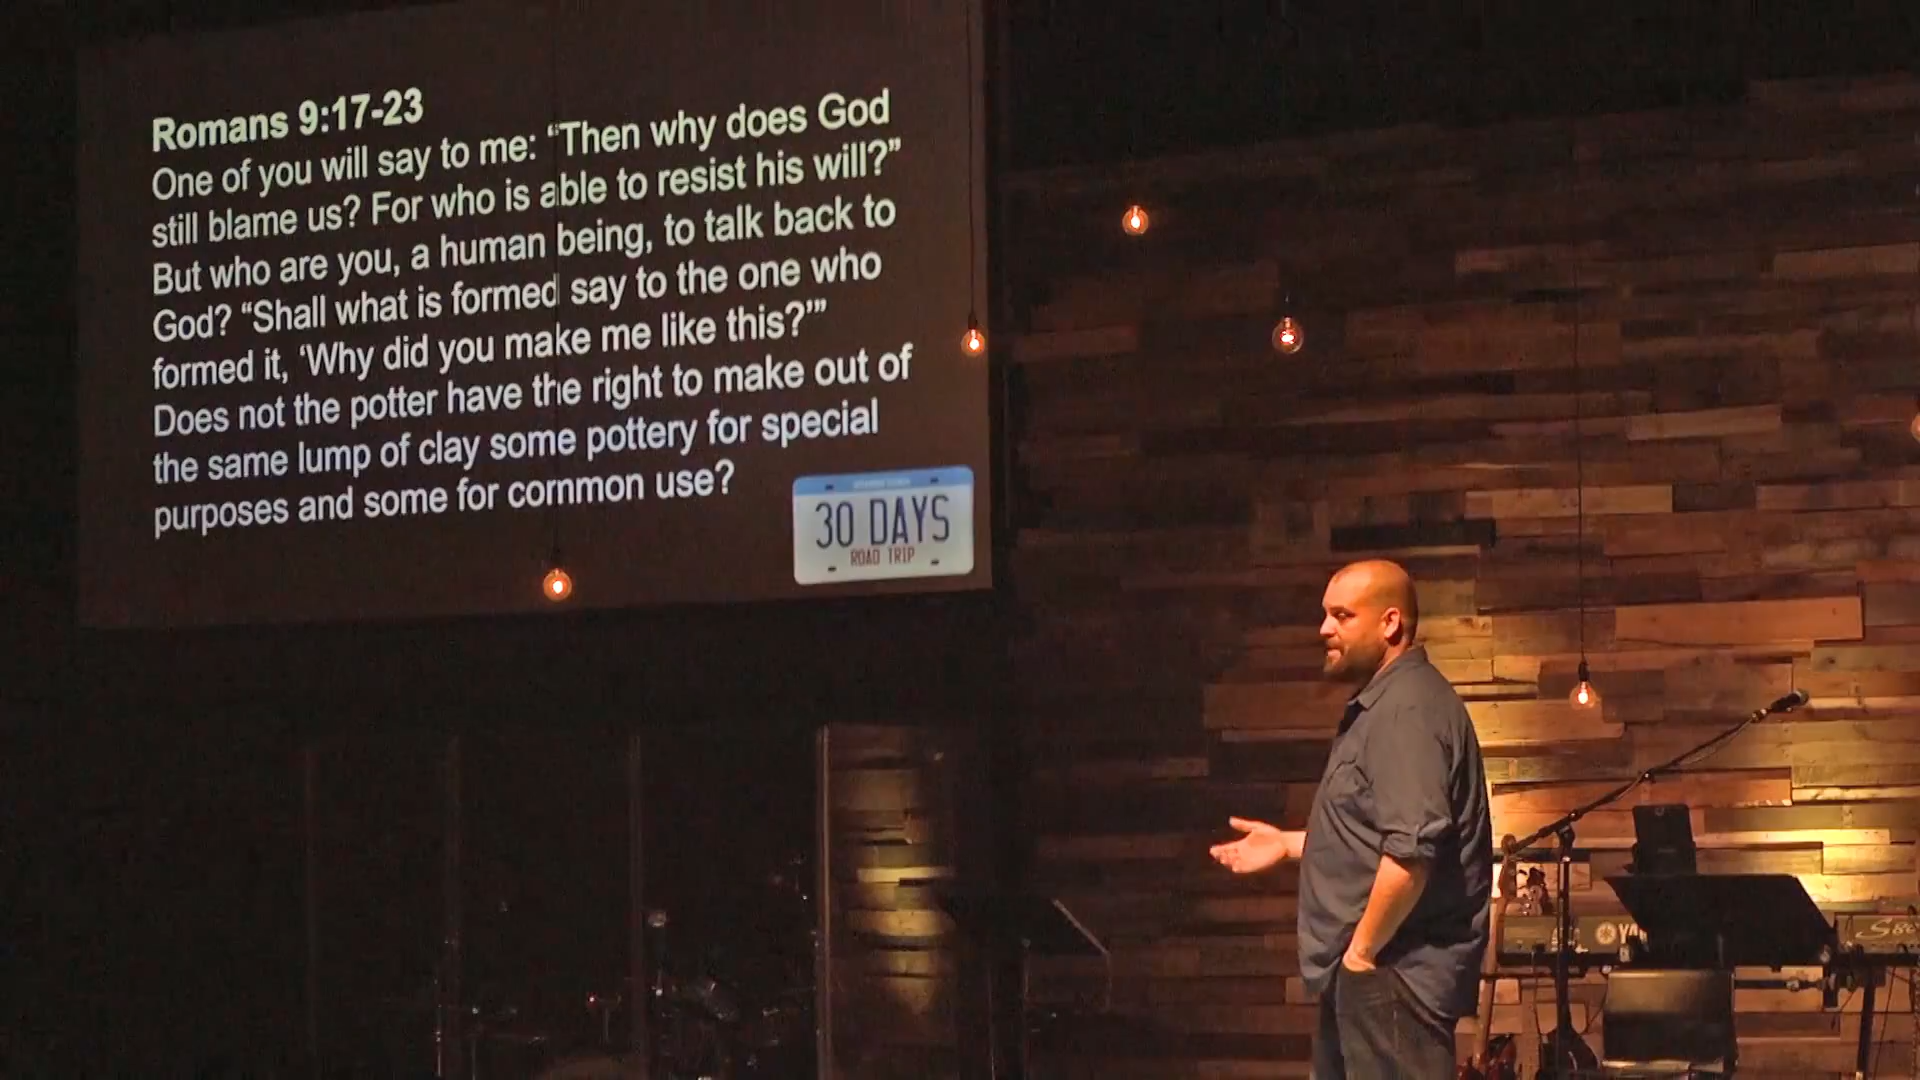 Romans 9:17-23
One of you will say to me: “Then why does God
still blame us? For who is able to resist his will?”
But who are you, a human being, to talk back to
God? “Shall what is formed say to the one who
formed it, ‘Why did you make me like this?’”
Does not the potter have the right to make out of
the same lump of clay some pottery for special
purposes and some for common use?
30 DAYS
ROAD TRIP